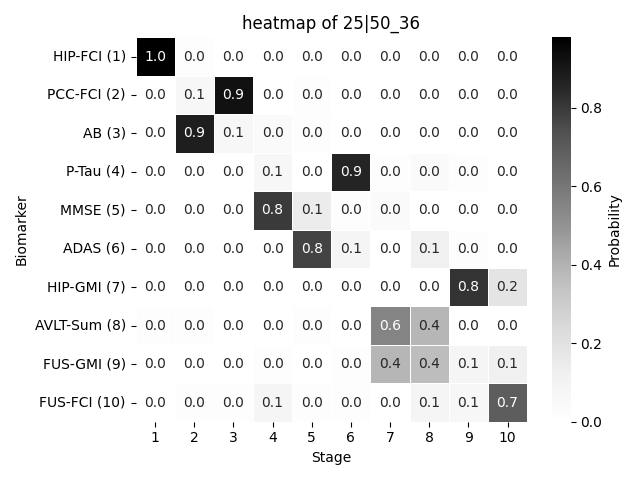 heatmap of 25|50_36
HIP-FCI (1) 1.0 0.0 0.0 0.0 0.0 0.0 0.0 0.0 0.0 0.0
PCC-FCI (2) 0.0 0.1 0.9 0.0 0.0 0.0 0.0 0.0 0.0 0.0
AB (3) 0.0 0.9 0.1 0.0 0.0 0.0 0.0 0.0 0.0 0.0
P-Tau (4) 0.0 0.0 0.0 0.1 0.0 0.9 0.0 0.0 0.0 0.0
MMSE (5) 0.0 0.0 0.0 0.8 0.1 0.0 0.0 0.0 0.0 0.0
ADAS (6) 0.0 0.0 0.0 0.0 0.8 0.1 0.0 0.1 0.0 0.0
HIP-GMI (7) 0.0 0.0 0.0 0.0 0.0 0.0 0.0 0.0 0.8 0.2
AVLT-Sum (8) 0.0 0.0 0.0 0.0 0.0 0.0 0.6 0.4 0.0 0.0
FUS-GMI (9) 0.0 0.0 0.0 0.0 0.0 0.0 0.4 0.4 0.1 0.1
FUS-FCI (10) 0.0 0.0 0.0 0.1 0.0 0.0 0.0 0.1 0.1 0.7
1 2 3 4 5 6 7 8 9 10
Stage
Biomarker
0.8
0.6
0.4
0.2
0.0
Probability